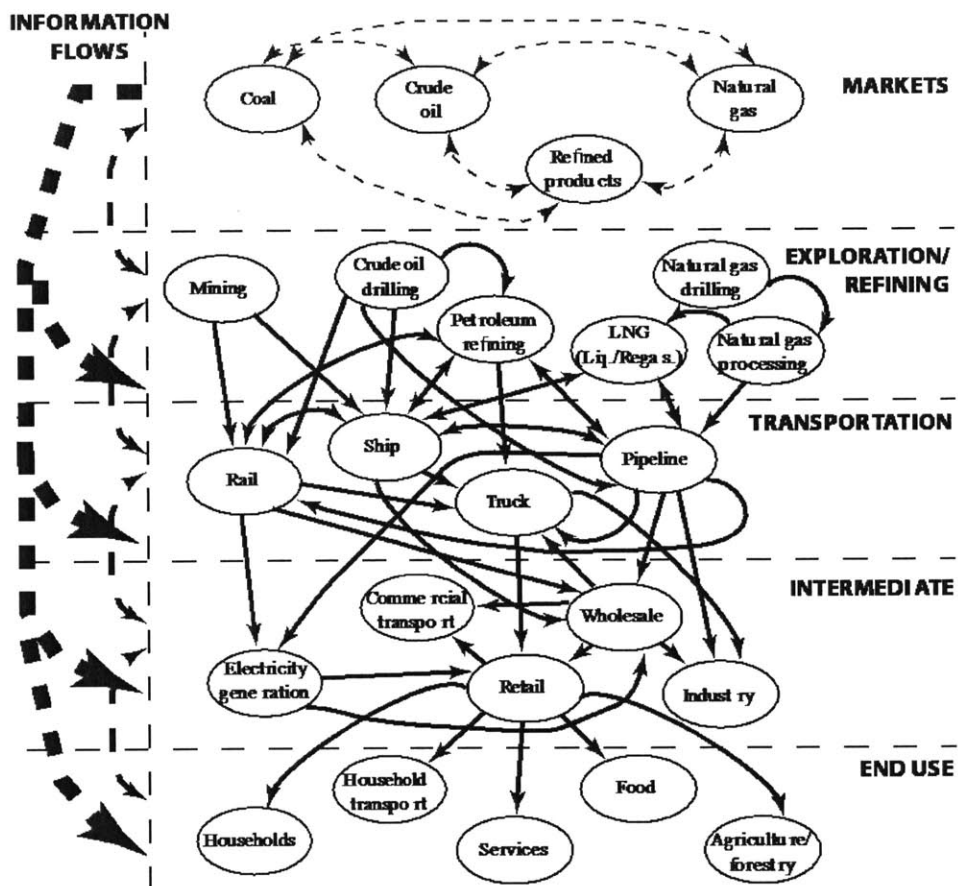 INFORMATION
FLOWS
MARKETS
Coal
Crude
oil
Natural
gas
Refined
products
EXPLORATION/
REFINING
Mining
Crude oil
drilling
Natural gas
drilling
Petroleum
refining
LNG
(Liq./Regas.)
Natural gas
processing
TRANSPORTATION
Ship
Rail
Pipeline
Truck
INTERMEDIATE
Commercial
transport
Wholesale
Electricity
generation
Retail
Industry
END USE
Household
transport
Food
Households
Services
Agriculture/
forestry